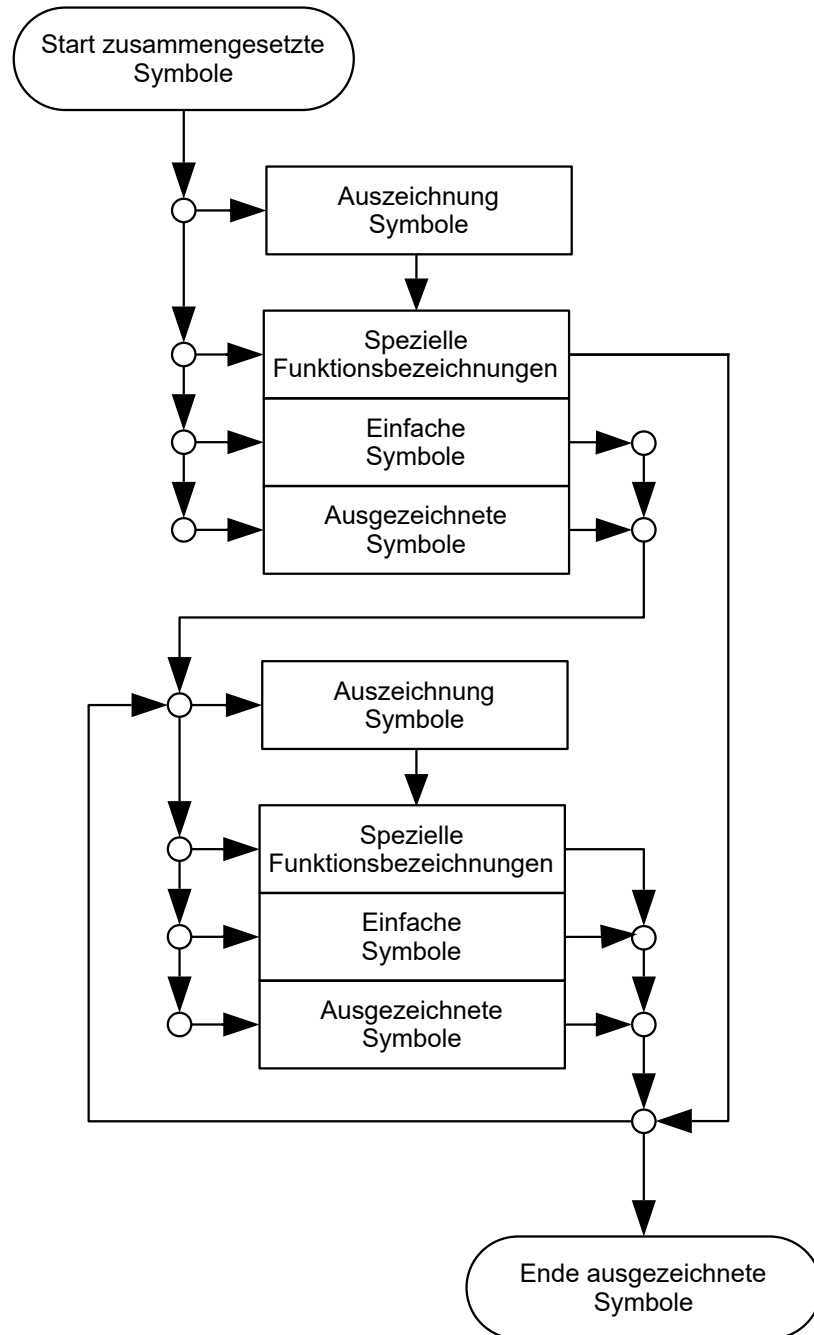 Start zusammengesetzte
Symbole
Auszeichnung
Symbole
Spezielle
Funktionsbezeichnungen
Einfache
Symbole
Ausgezeichnete
Symbole
Auszeichnung
Symbole
Spezielle
Funktionsbezeichnungen
Einfache
Symbole
Ausgezeichnete
Symbole
Ende ausgezeichnete
Symbole